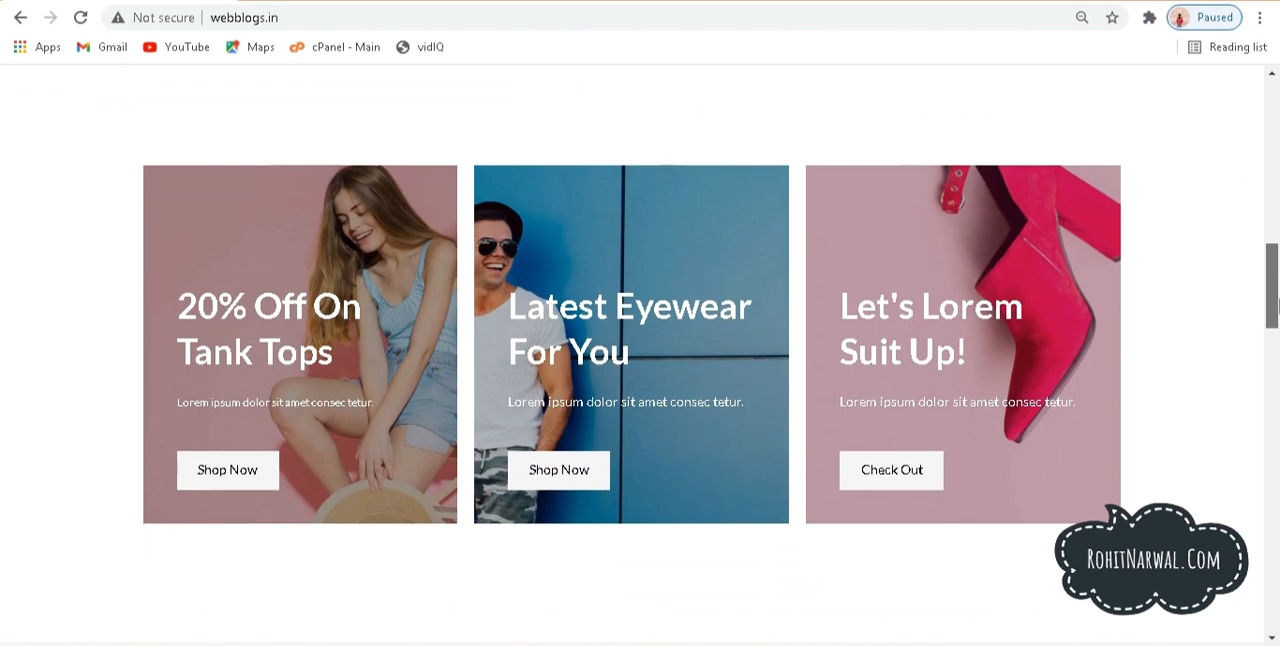 Not secure webblogs.in Paused
Apps Gmail YouTube Maps cPanel - Main vidIQ Reading list
20% Off On
Tank Tops
Lorem ipsum dolor sit amet consec tetur.
Shop Now
Latest Eyewear
For You
Lorem ipsum dolor sit amet consec tetur.
Shop Now
Let's Lorem
Suit Up!
Lorem ipsum dolor sit amet consec tetur.
Check Out
RohitNarwal.Com